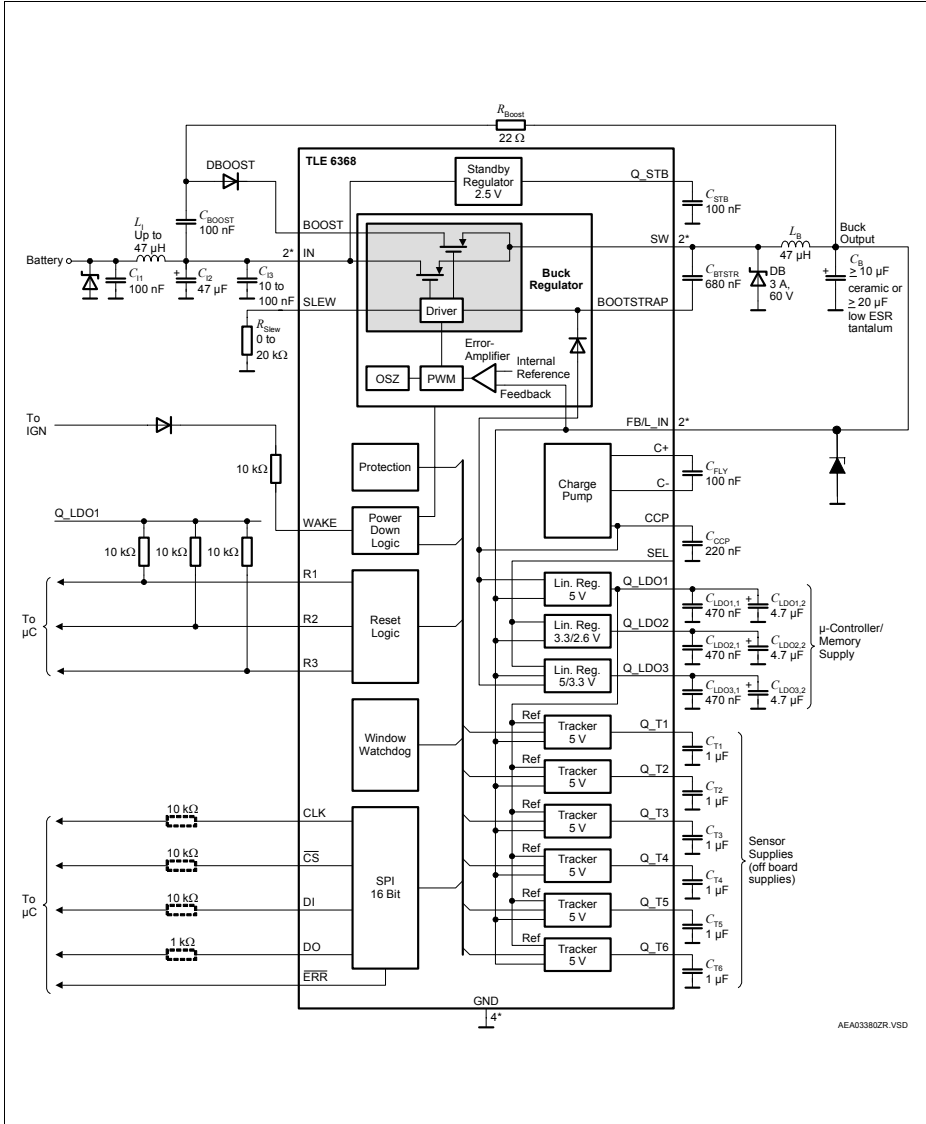 R_Boost
22 Ω
TLE 6368
DBOOST
Standby
Regulator
2.5 V
Q_STB
C_STB
100 nF
C_BOOST
100 nF
BOOST
L_I
Up to
47 µH
Battery
2*
IN
C_I1
100 nF
+
C_I2
47 µF
C_I3
10 to
100 nF
SLEW
R_Slew
0 to
20 kΩ
Driver
Buck
Regulator
SW
2*
BOOTSTRAP
C_BTSTR
680 nF
L_B
47 µH
DB
3 A,
60 V
Buck
Output
+
C_B
≥ 10 µF
ceramic or
≥ 20 µF
low ESR
tantalum
Error-
Amplifier
Internal
Reference
Feedback
OSZ
PWM
FB/L_IN
2*
To
IGN
10 kΩ
WAKE
Protection
Power
Down
Logic
Charge
Pump
C+
C-
C_FLY
100 nF
CCP
C_CCP
220 nF
SEL
Q_LDO1
10 kΩ
10 kΩ
10 kΩ
To
µC
R1
R2
R3
Reset
Logic
Lin. Reg.
5 V
Q_LDO1
C_LDO1,1
470 nF
+
C_LDO1,2
4.7 µF
Lin. Reg.
3.3/2.6 V
Q_LDO2
C_LDO2,1
470 nF
+
C_LDO2,2
4.7 µF
Lin. Reg.
5/3.3 V
Q_LDO3
C_LDO3,1
470 nF
+
C_LDO3,2
4.7 µF
µ-Controller/
Memory
Supply
Window
Watchdog
Ref
Tracker
5 V
Q_T1
C_T1
1 µF
Ref
Tracker
5 V
Q_T2
C_T2
1 µF
Ref
Tracker
5 V
Q_T3
C_T3
1 µF
Ref
Tracker
5 V
Q_T4
C_T4
1 µF
Ref
Tracker
5 V
Q_T5
C_T5
1 µF
Ref
Tracker
5 V
Q_T6
C_T6
1 µF
Sensor
Supplies
(off board
supplies)
To
µC
10 kΩ
CLK
10 kΩ
CS
10 kΩ
DI
1 kΩ
DO
ERR
SPI
16 Bit
GND
4*
AEA03380ZR.VSD